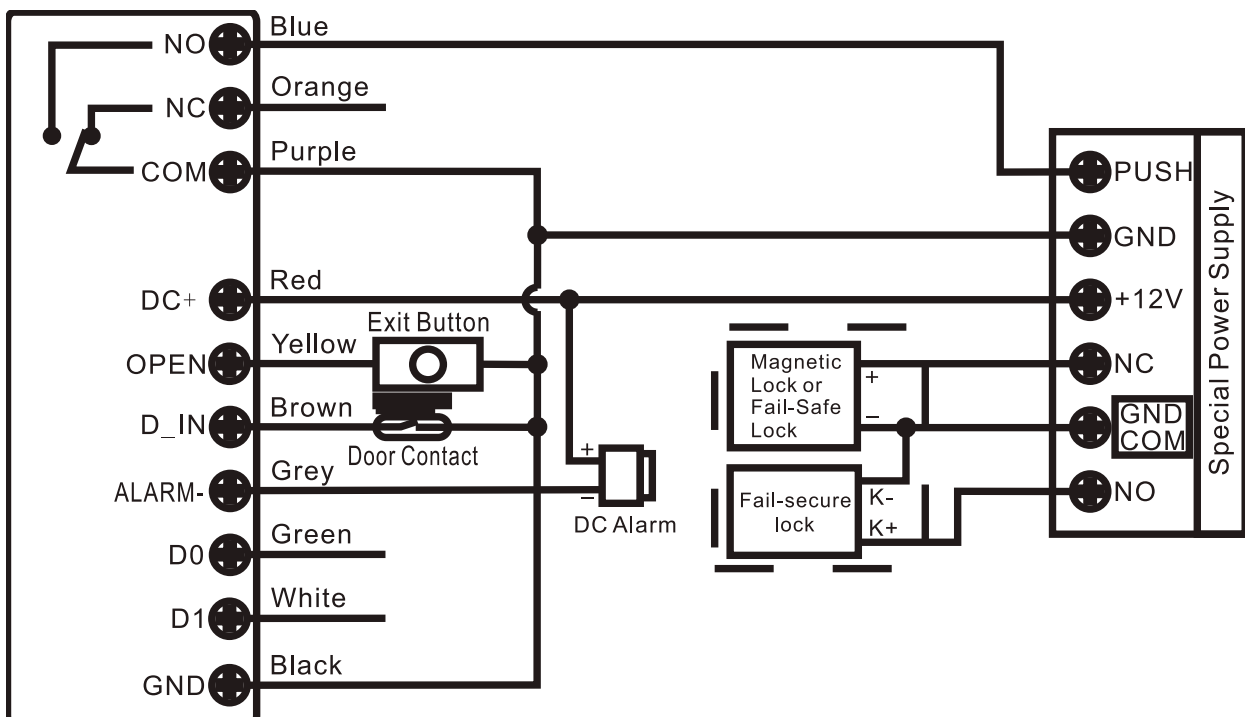 NO
Blue
NC
Orange
COM
Purple
DC+
Red
OPEN
Yellow
Exit Button
D_IN
Brown
Door Contact
ALARM-
Grey
+
–
DC Alarm
D0
Green
D1
White
GND
Black
Magnetic
Lock or
Fail-Safe
Lock
+
–
Fail-secure
lock
K-
K+
PUSH
GND
+12V
NC
GND
COM
NO
Special Power Supply